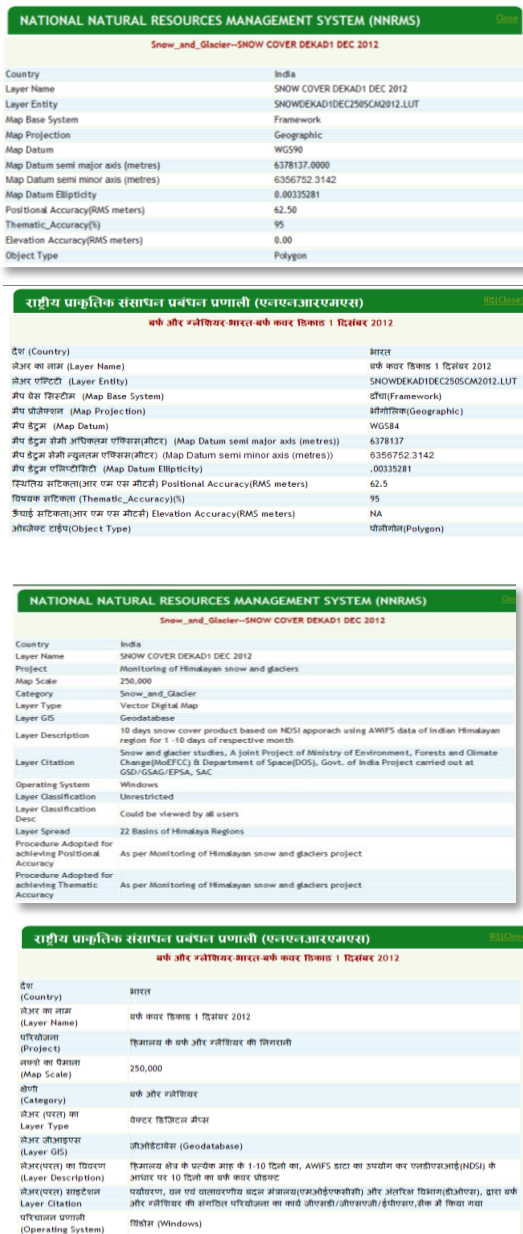 NATIONAL NATURAL RESOURCES MANAGEMENT SYSTEM (NNRMS) Close
Snow_and_Glacier--SNOW COVER DEKAD1 DEC 2012
Country India
Layer Name SNOW COVER DEKAD1 DEC 2012
Layer Entity SNOWDEKAD1DEC250SCM2012.LUT
Map Base System Framework
Map Projection Geographic
Map Datum WGS90
Map Datum semi major axis (metres) 6378137.0000
Map Datum semi minor axis (metres) 6356752.3142
Map Datum Ellipticity 0.00335281
Positional Accuracy(RMS meters) 62.50
Thematic_Accuracy(%) 95
Elevation Accuracy(RMS meters) 0.00
Object Type Polygon
राष्ट्रीय प्राकृतिक संसाधन प्रबंधन प्रणाली (एनएनआरएमएस) बंद(Close
बर्फ और ग्लेशियर-भारत-बर्फ कवर डिकाड 1 दिसंबर 2012
देश (Country) भारत
लेअर का नाम (Layer Name) बर्फ कवर डिकाड 1 दिसंबर 2012
लेअर एन्टिटी (Layer Entity) SNOWDEKAD1DEC250SCM2012.LUT
मैप बेस सिस्टीम (Map Base System) ढाँचा(Framework)
मैप प्रोजेक्शन (Map Projection) भौगोलिक(Geographic)
मैप डेटुम (Map Datum) WGS84
मैप डेटुम सेमी अधिकतम एक्सिस(मीटर) (Map Datum semi major axis (metres)) 6378137
मैप डेटुम सेमी न्युनतम एक्सिस(मीटर) (Map Datum semi minor axis (metres)) 6356752.3142
मैप डेटुम एलिप्टीसिटी (Map Datum Ellipticity) .00335281
स्थितिय सटिकता(आर एम एस मीटर्स) Positional Accuracy(RMS meters) 62.5
विषयक सटिकता (Thematic_Accuracy)(%) 95
ऊँचाई सटिकता(आर एम एस मीटर्स) Elevation Accuracy(RMS meters) NA
ओब्जेक्ट टाईप(Object Type) पोलीगोन(Polygon)
NATIONAL NATURAL RESOURCES MANAGEMENT SYSTEM (NNRMS) Clo
Snow_and_Glacier--SNOW COVER DEKAD1 DEC 2012
Country India
Layer Name SNOW COVER DEKAD1 DEC 2012
Project Monitoring of Himalayan snow and glaciers
Map Scale 250,000
Category Snow_and_Glacier
Layer Type Vector Digital Map
Layer GIS Geodatabase
Layer Description 10 days snow cover product based on NDSI apporach using AWiFS data of Indian Himalayan
region for 1 -10 days of respective month
Layer Citation Snow and glacier studies, A joint Project of Ministry of Environment, Forests and Climate
Change(MoEFCC) & Department of Space(DOS), Govt. of India Project carried out at
GSD/GSAG/EPSA, SAC
Operating System Windows
Layer Classification Unrestricted
Layer Classification
Desc Could be viewed by all users
Layer Spread 22 Basins of Himalaya Regions
Procedure Adopted for
achieving Positional As per Monitoring of Himalayan snow and glaciers project
Accuracy
Procedure Adopted for
achieving Thematic As per Monitoring of Himalayan snow and glaciers project
Accuracy
राष्ट्रीय प्राकृतिक संसाधन प्रबंधन प्रणाली (एनएनआरएमएस) बंद(Clos
बर्फ और ग्लेशियर-भारत-बर्फ कवर डिकाड 1 दिसंबर 2012
देश
(Country) भारत
लेअर का नाम
(Layer Name) बर्फ कवर डिकाड 1 दिसंबर 2012
परियोजना
(Project) हिमालय के बर्फ और ग्लेशियर की निगरानी
नक्शे का पैमाना
(Map Scale) 250,000
श्रेणी
(Category) बर्फ और ग्लेशियर
लेअर (परत) का
Layer Type वेक्टर डिजिटल मैप्स
लेअर जीआइएस
(Layer GIS) जीओडेटाबेस (Geodatabase)
लेअर(परत) का विवरण हिमालय क्षेत्र के प्रत्येक माह के 1-10 दिनों का, AWiFS डाटा का उपयोग कर एनडीएसआई(NDSI) के
(Layer Description) आधार पर 10 दिनों का बर्फ कवर प्रोडक्ट
लेअर(परत) साइटेशन पर्यावरण, वन एवं वातावरणीय बदल मंत्रालय(एमओईएफसीसी) और अंतरिक्ष विभाग(डीओएस), द्वारा बर्फ
Layer Citation और ग्लेशियर की संगठित परियोजना का कार्य जीएसडी/जीएसएजी/ईपीएसए,सैक में किया गया
परिचालन प्रणाली
(Operating System) विंडोस (Windows)